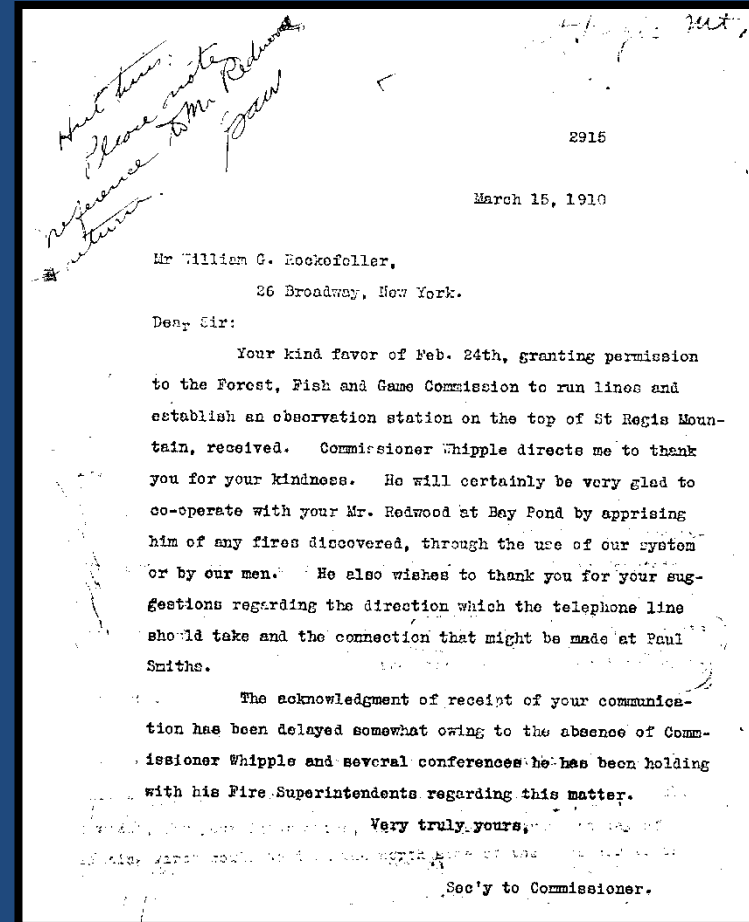 Please note
reference to Mr Redwood
return.
Mt,
2915
March 15, 1910
Mr William G. Rockefeller,
26 Broadway, New York.
Dear Sir:
Your kind favor of Feb. 24th, granting permission
to the Forest, Fish and Game Commission to run lines and
establish an observation station on the top of St Regis Moun-
tain, received. Commissioner Whipple directs me to thank
you for your kindness. He will certainly be very glad to
co-operate with your Mr. Redwood at Bay Pond by apprising
him of any fires discovered, through the use of our system
or by our men. He also wishes to thank you for your sug-
gestions regarding the direction which the telephone line
should take and the connection that might be made at Paul
Smiths.
The acknowledgment of receipt of your communica-
tion has been delayed somewhat owing to the absence of Comm-
issioner Whipple and several conferences he has been holding
with his Fire Superintendents regarding this matter.
Very truly yours,
Sec'y to Commissioner.